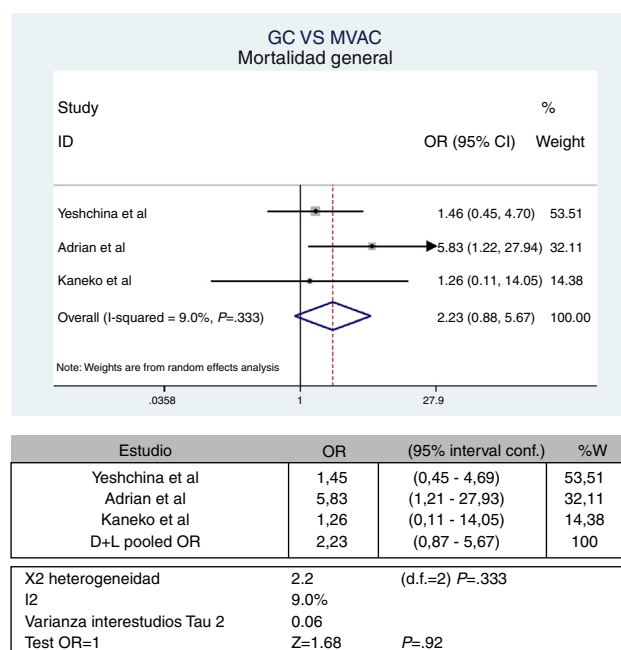 GC VS MVAC
Mortalidad general
Study %
ID OR (95% CI) Weight
Yeshchina et al 1.46 (0.45, 4.70) 53.51
Adrian et al 5.83 (1.22, 27.94) 32.11
Kaneko et al 1.26 (0.11, 14.05) 14.38
Overall (I-squared = 9.0%, P=.333) 2.23 (0.88, 5.67) 100.00
Note: Weights are from random effects analysis
.0358 1 27.9
Estudio OR (95% interval conf.) %W
Yeshchina et al 1,45 (0,45 - 4,69) 53,51
Adrian et al 5,83 (1,21 - 27,93) 32,11
Kaneko et al 1,26 (0,11 - 14,05) 14,38
D+L pooled OR 2,23 (0,87 - 5,67) 100
X2 heterogeneidad 2.2 (d.f.=2) P=.333
I2 9.0%
Varianza interestudios Tau 2 0.06
Test OR=1 Z=1.68 P=.92